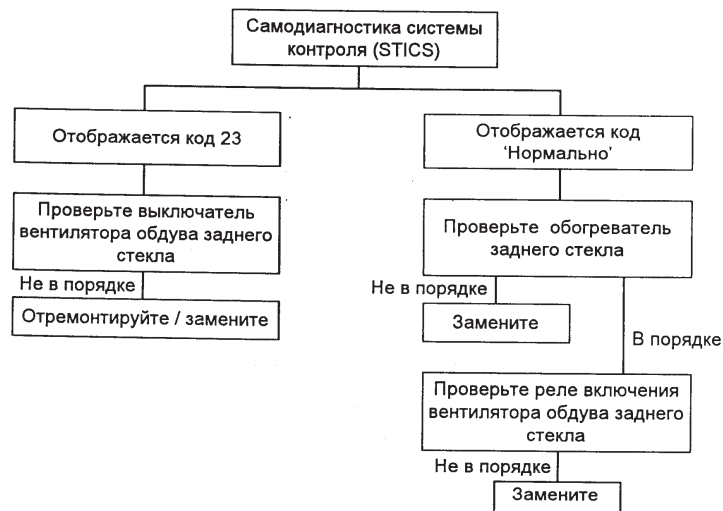 Самодиагностика системы
контроля (STICS)
Отображается код 23
Проверьте выключатель
вентилятора обдува заднего
стекла
Не в порядке
Отремонтируйте / замените
Отображается код
‘Нормально’
Проверьте обогреватель
заднего стекла
Не в порядке
Замените
В порядке
Проверьте реле включения
вентилятора обдува заднего
стекла
Не в порядке
Замените